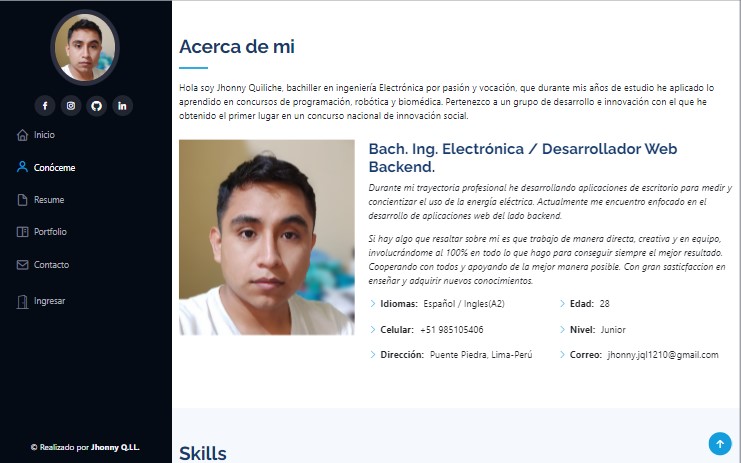 Inicio
Conóceme
Resume
Portfolio
Contacto
Ingresar
© Realizado por Jhonny Q.LL.
Acerca de mi
Hola soy Jhonny Quiliche, bachiller en ingeniería Electrónica por pasión y vocación, que durante mis años de estudio he aplicado lo
aprendido en concursos de programación, robótica y biomédica. Pertenezco a un grupo de desarrollo e innovación con el que he
obtenido el primer lugar en un concurso nacional de innovación social.
Bach. Ing. Electrónica / Desarrollador Web
Backend.
Durante mi trayectoria profesional he desarrollando aplicaciones de escritorio para medir y
concientizar el uso de la energía eléctrica. Actualmente me encuentro enfocado en el
desarrollo de aplicaciones web del lado backend.
Si hay algo que resaltar sobre mi es que trabajo de manera directa, creativa y en equipo,
involucrándome al 100% en todo lo que hago para conseguir siempre el mejor resultado.
Cooperando con todos y apoyando de la mejor manera posible. Con gran sasticfaccion en
enseñar y adquirir nuevos conocimientos.
Idiomas: Español / Ingles(A2)
Edad: 28
Celular: +51 985105406
Nivel: Junior
Dirección: Puente Piedra, Lima-Perú
Correo: jhonny.jql1210@gmail.com
Skills